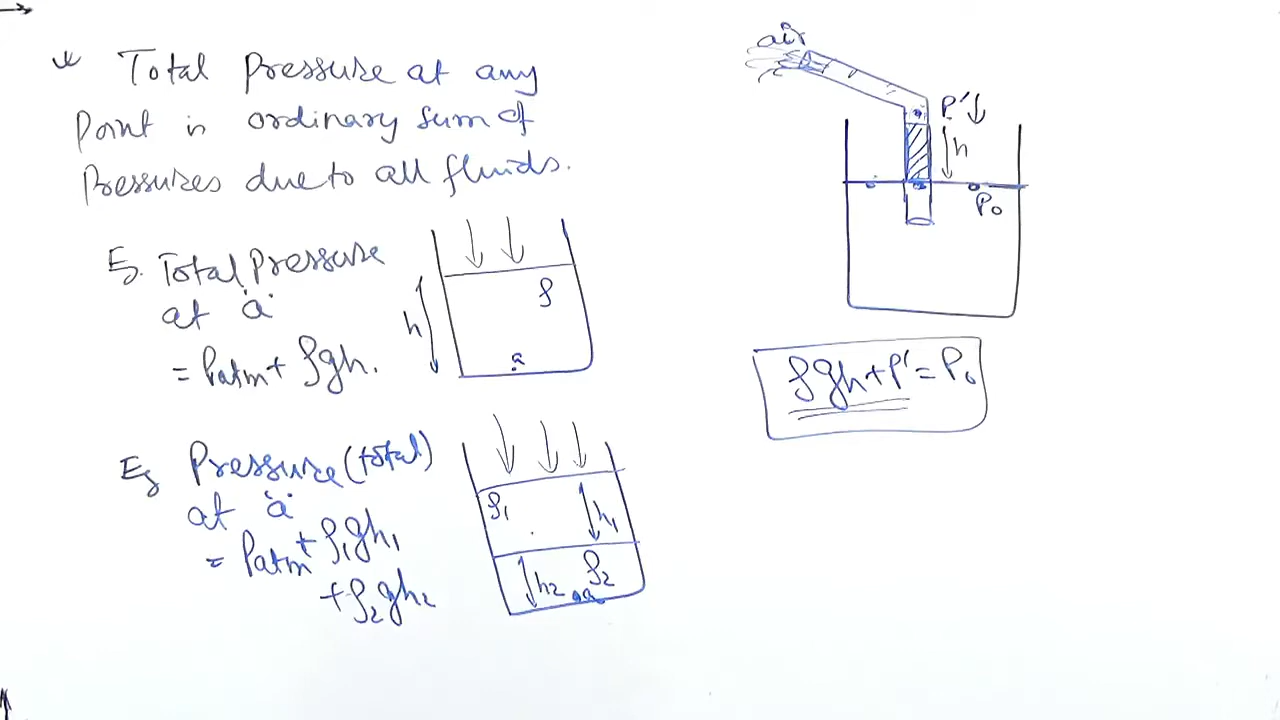 * Total Pressure at any
Point is ordinary sum of
Pressures due to all fluids.
Eg. Total Pressure
at 'a'
= Patm + ρgh.
h
ρ
a
Eg Pressure (total)
at 'a'
= Patm + ρ₁gh₁
+ ρ₂gh₂
ρ₁
h₁
h₂
ρ₂
a
air
P'↓
h
P₀
ρgh + P' = P₀